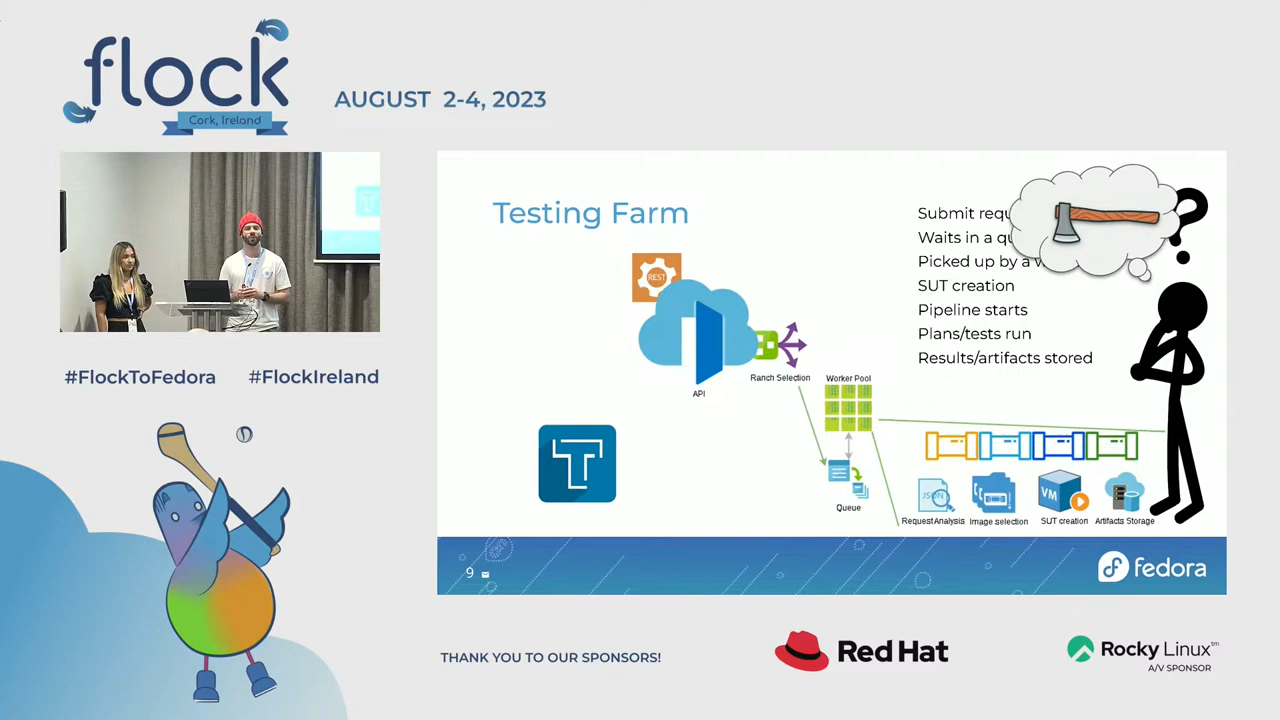 flock
Cork, Ireland
AUGUST 2-4, 2023
#FlockToFedora
#FlockIreland
Testing Farm
Submit
Waits in a
Picked up by a
SUT creation
Pipeline starts
Plans/tests run
Results/artifacts stored
?
REST
API
Ranch Selection
Worker Pool
Queue
T
JSON
VM
Request Analysis
Image selection
SUT creation
Artifacts Storage
9
fedora
THANK YOU TO OUR SPONSORS!
Red Hat
Rocky Linux™
A/V SPONSOR